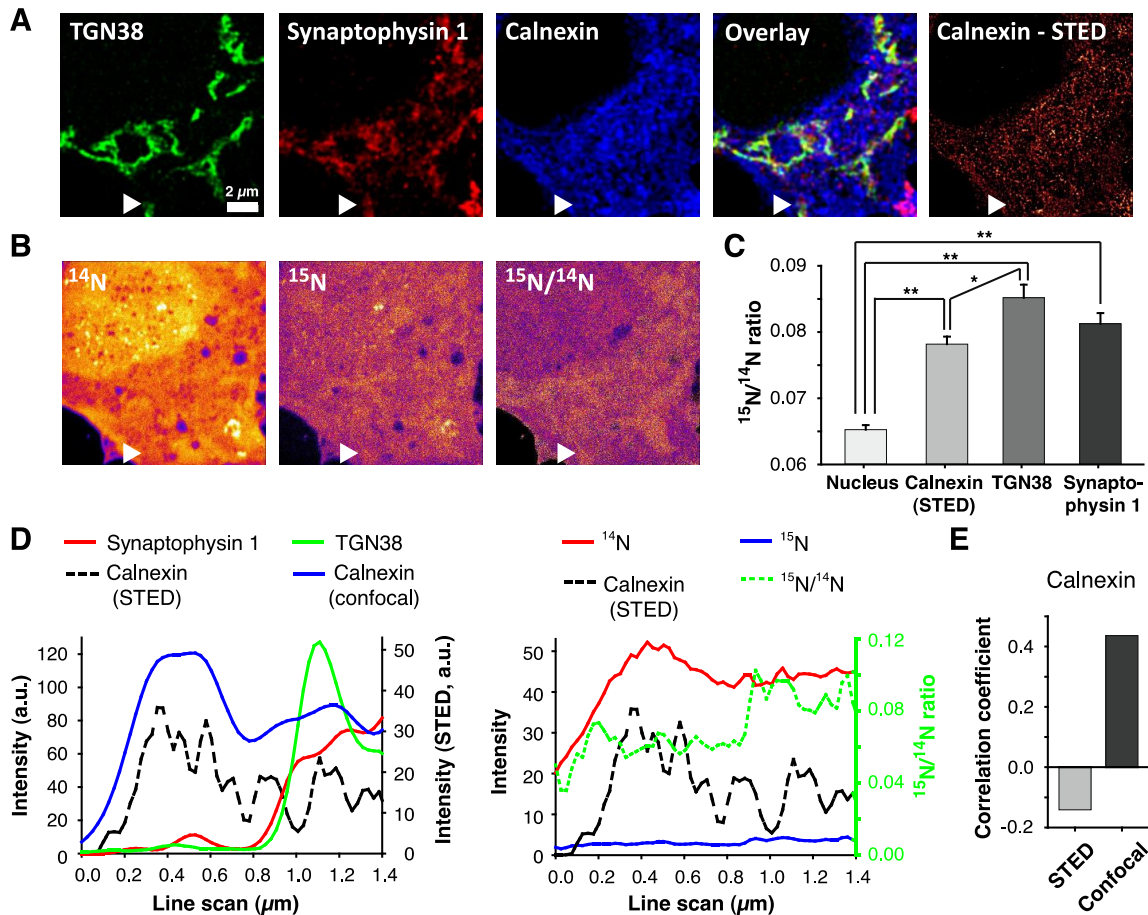 A
TGN38
Synaptophysin 1
Calnexin
Overlay
Calnexin - STED
2 µm
B
¹⁴N
¹⁵N
¹⁵N/¹⁴N
C
¹⁵N/¹⁴N ratio
0.09
0.08
0.07
0.06
**
**
**
*
Nucleus
Calnexin
(STED)
TGN38
Synapto-
physin 1
D
Synaptophysin 1
TGN38
Calnexin
(STED)
Calnexin
(confocal)
Intensity (a.u.)
120
100
80
60
40
20
0
50
40
30
20
10
0
Intensity (STED, a.u.)
0.0 0.2 0.4 0.6 0.8 1.0 1.2 1.4
Line scan (µm)
¹⁴N
¹⁵N
Calnexin
(STED)
¹⁵N/¹⁴N
Intensity
50
40
30
20
10
0
0.12
0.08
0.04
0.00
¹⁵N/¹⁴N ratio
0.0 0.2 0.4 0.6 0.8 1.0 1.2 1.4
Line scan (µm)
E
Calnexin
Correlation coefficient
0.4
0.2
0.0
-0.2
STED
Confocal